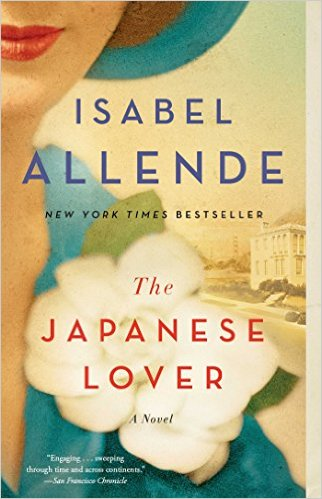 ISABEL
ALLENDE
NEW YORK TIMES BESTSELLER
The
JAPANESE
LOVER
A Novel
"Engaging . . . sweeping
through time and across continents."
—San Francisco Chronicle